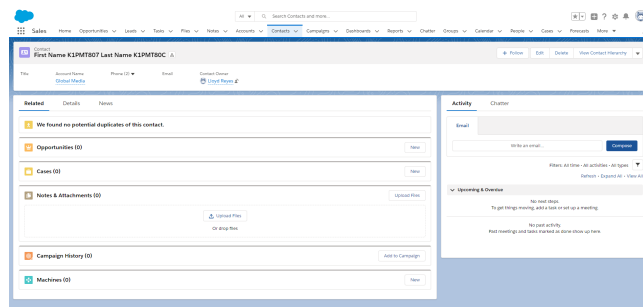 All Search Contacts and more...
Sales Home Opportunities Leads Tasks Files Notes Accounts Contacts Campaigns Dashboards Reports Chatter Groups Calendar People Cases Forecasts More
Contact
First Name K1PMT807 Last Name K1PMT80C
+ Follow Edit Delete View Contact Hierarchy
Title Account Name Phone (2) Email Contact Owner
Global Media Lloyd Reyes
Related Details News
We found no potential duplicates of this contact.
Opportunities (0) New
Cases (0) New
Notes & Attachments (0) Upload Files
Upload Files
Or drop files
Campaign History (0) Add to Campaign
Machines (0) New
Activity Chatter
Email
Write an email... Compose
Filters: All time • All activities • All types
Refresh • Expand All • View All
Upcoming & Overdue
No next steps.
To get things moving, add a task or set up a meeting.
No past activity.
Past meetings and tasks marked as done show up here.